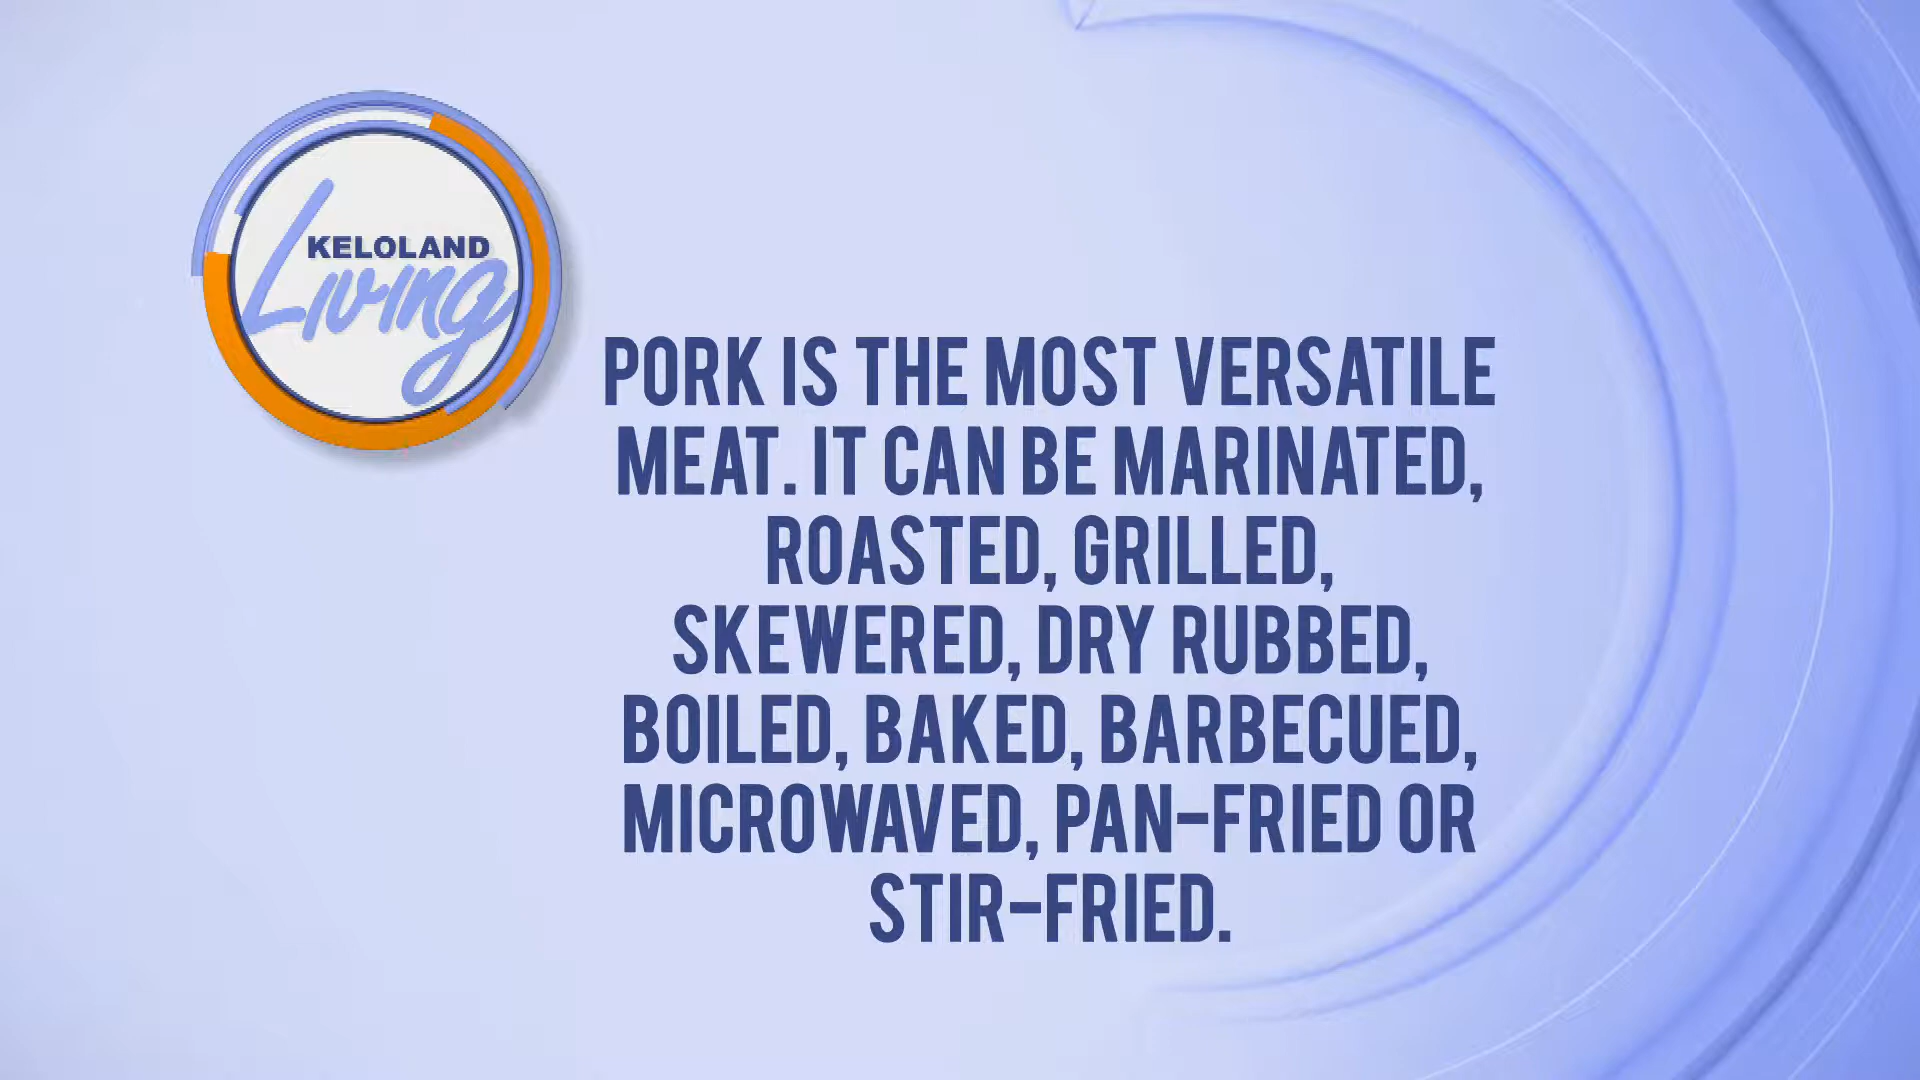 KELOLAND
Living
PORK IS THE MOST VERSATILE
MEAT. IT CAN BE MARINATED,
ROASTED, GRILLED,
SKEWERED, DRY RUBBED,
BOILED, BAKED, BARBECUED,
MICROWAVED, PAN-FRIED OR
STIR-FRIED.